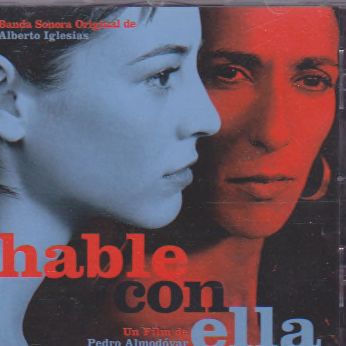 Banda Sonora Original de
Alberto Iglesias
hable
con
Un Film de
Pedro Almodóvar
ella